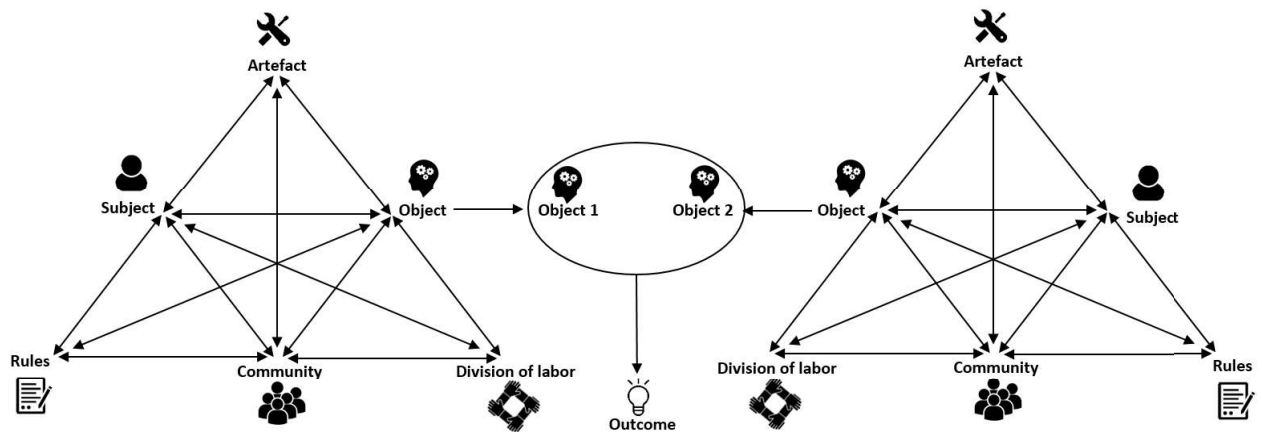 Artefact
Artefact
Subject
Object
Object 1
Object 2
Object
Subject
Rules
Community
Division of labor
Division of labor
Community
Rules
Outcome